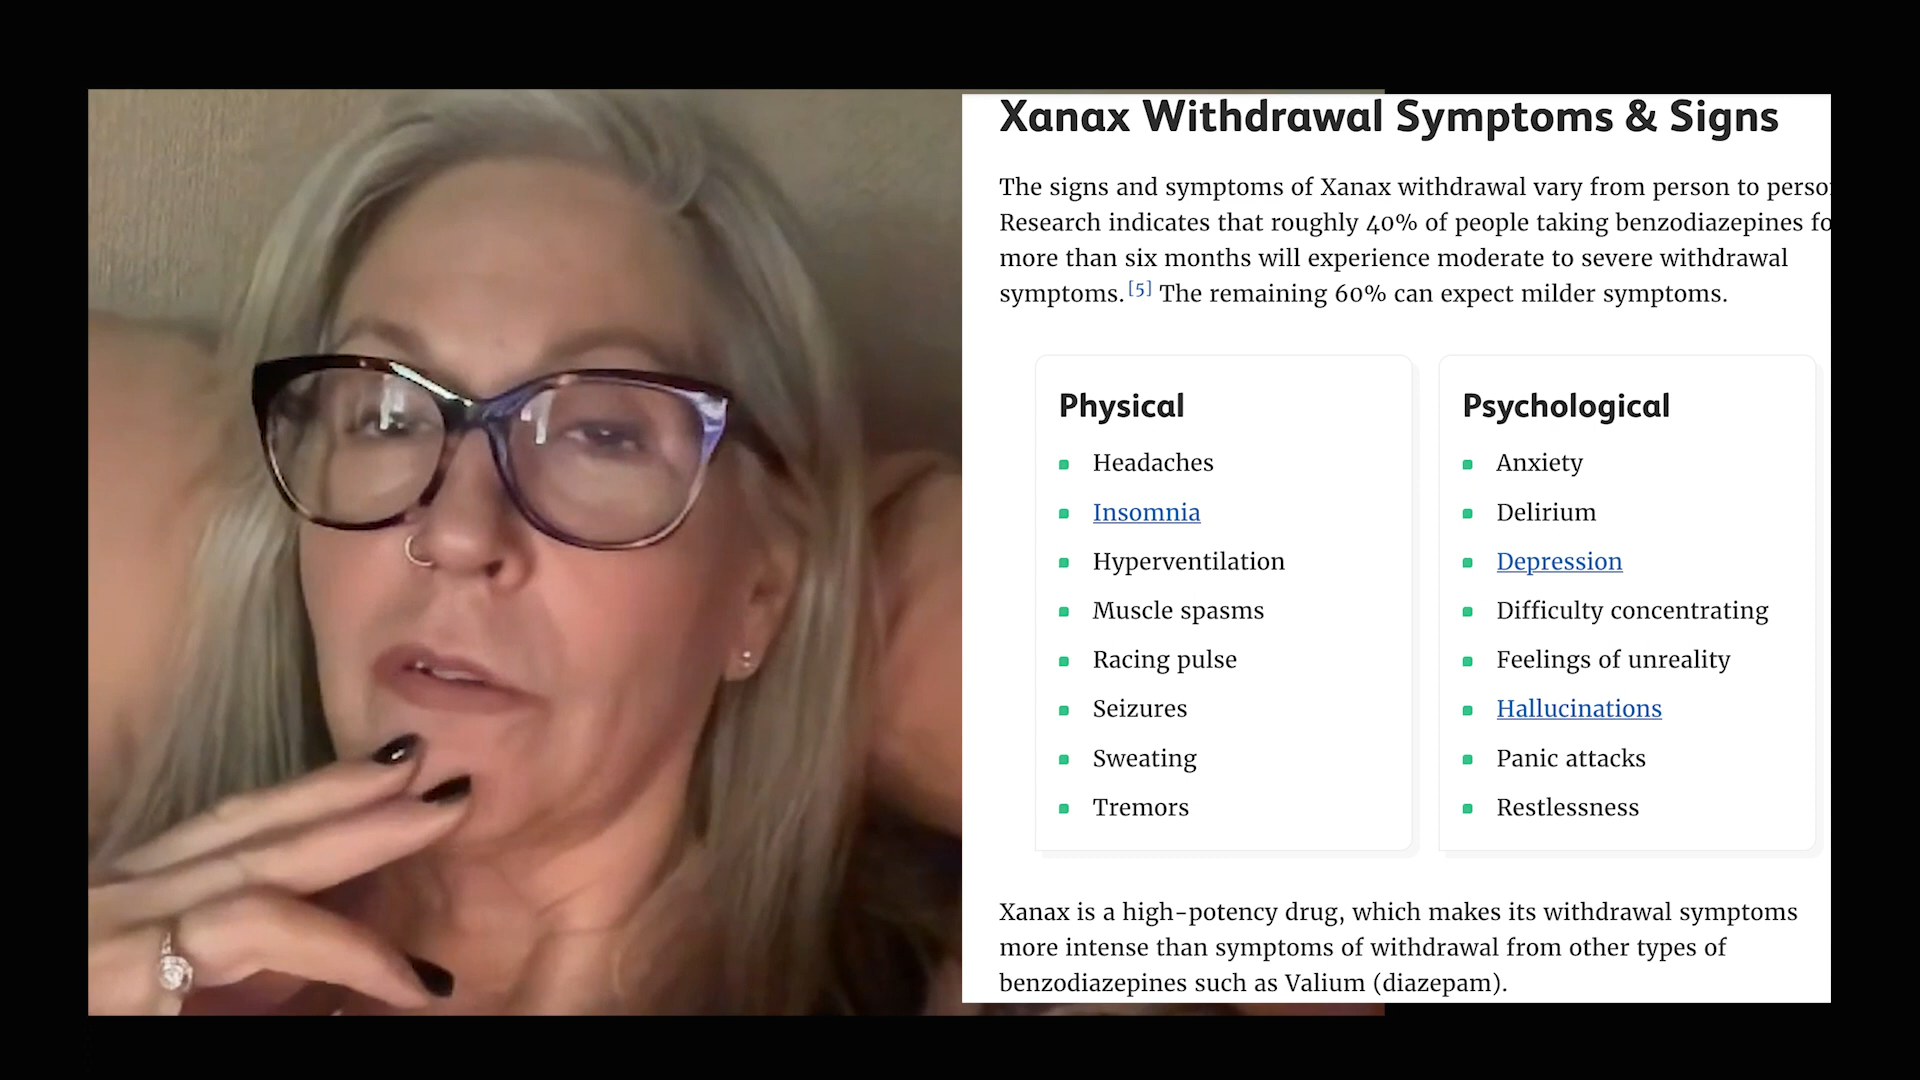 Xanax Withdrawal Symptoms & Signs
The signs and symptoms of Xanax withdrawal vary from person to
Research indicates that roughly 40% of people taking benzodiazepines
more than six months will experience moderate to severe withdrawal
symptoms.[5] The remaining 60% can expect milder symptoms.
Physical
Headaches
Insomnia
Hyperventilation
Muscle spasms
Racing pulse
Seizures
Sweating
Tremors
Psychological
Anxiety
Delirium
Depression
Difficulty concentrating
Feelings of unreality
Hallucinations
Panic attacks
Restlessness
Xanax is a high-potency drug, which makes its withdrawal symptoms
more intense than symptoms of withdrawal from other types of
benzodiazepines such as Valium (diazepam).